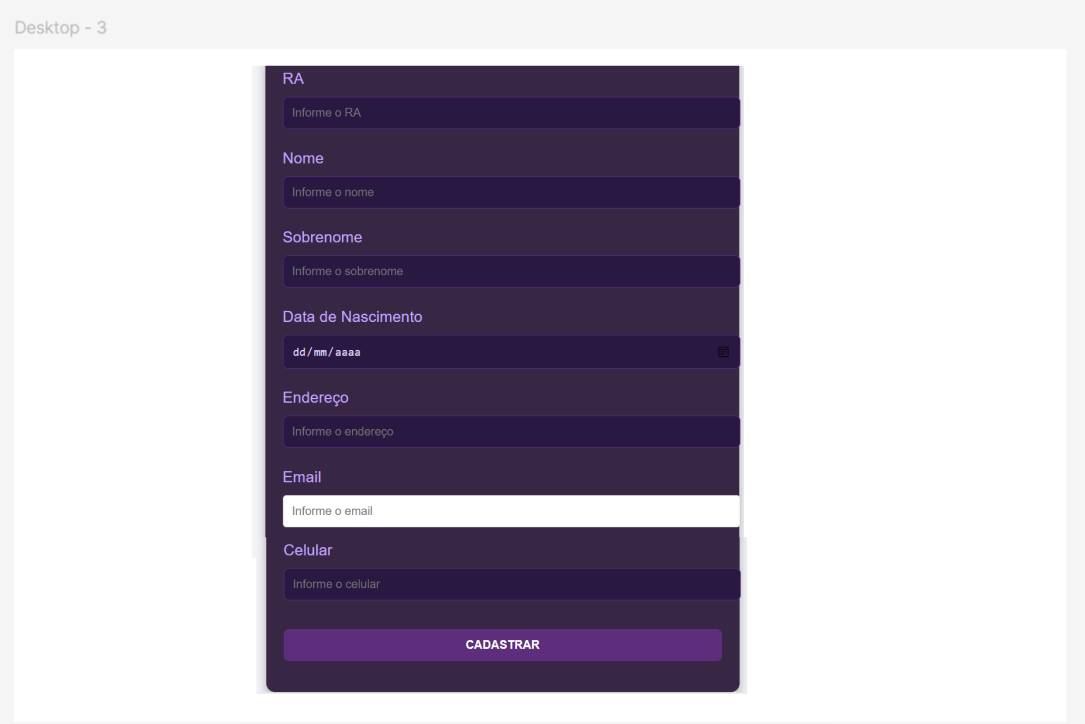 Desktop - 3
RA
Informe o RA
Nome
Informe o nome
Sobrenome
Informe o sobrenome
Data de Nascimento
dd/mm/aaaa
Endereço
Informe o endereço
Email
Informe o email
Celular
Informe o celular
CADASTRAR